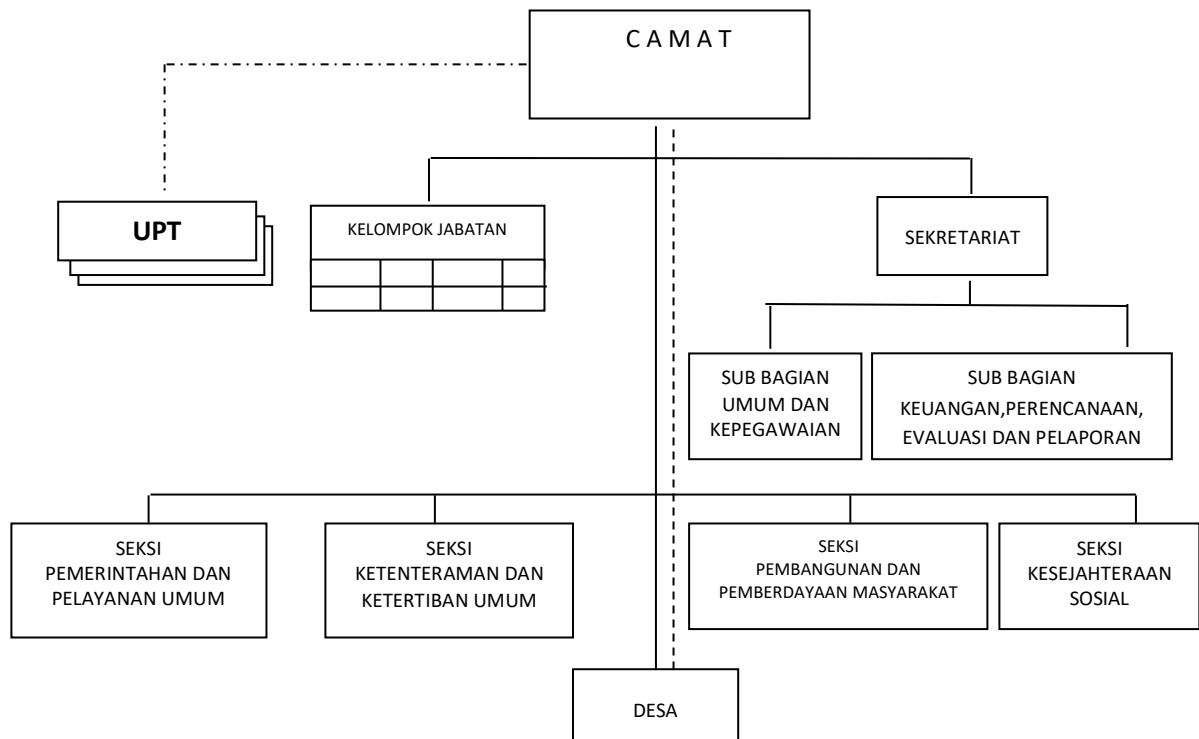 C A M A T
UPT
KELOMPOK JABATAN
SEKRETARIAT
SUB BAGIAN
UMUM DAN
KEPEGAWAIAN
SUB BAGIAN
KEUANGAN,PERENCANAAN,
EVALUASI DAN PELAPORAN
SEKSI
PEMERINTAHAN DAN
PELAYANAN UMUM
SEKSI
KETENTERAMAN DAN
KETERTIBAN UMUM
SEKSI
PEMBANGUNAN DAN
PEMBERDAYAAN MASYARAKAT
SEKSI
KESEJAHTERAAN
SOSIAL
DESA